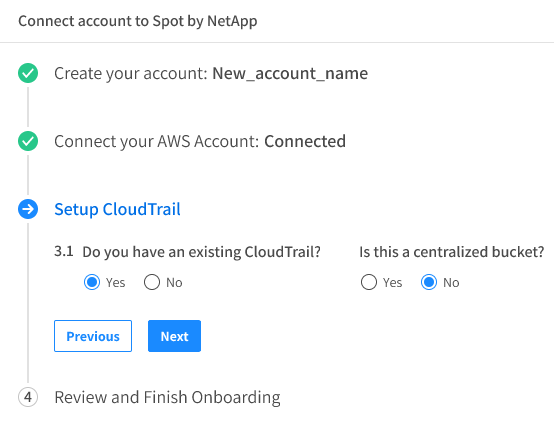 Connect account to Spot by NetApp
Create your account: New_account_name
Connect your AWS Account: Connected
Setup CloudTrail
3.1 Do you have an existing CloudTrail? Is this a centralized bucket?
Yes No Yes No
Previous Next
4 Review and Finish Onboarding